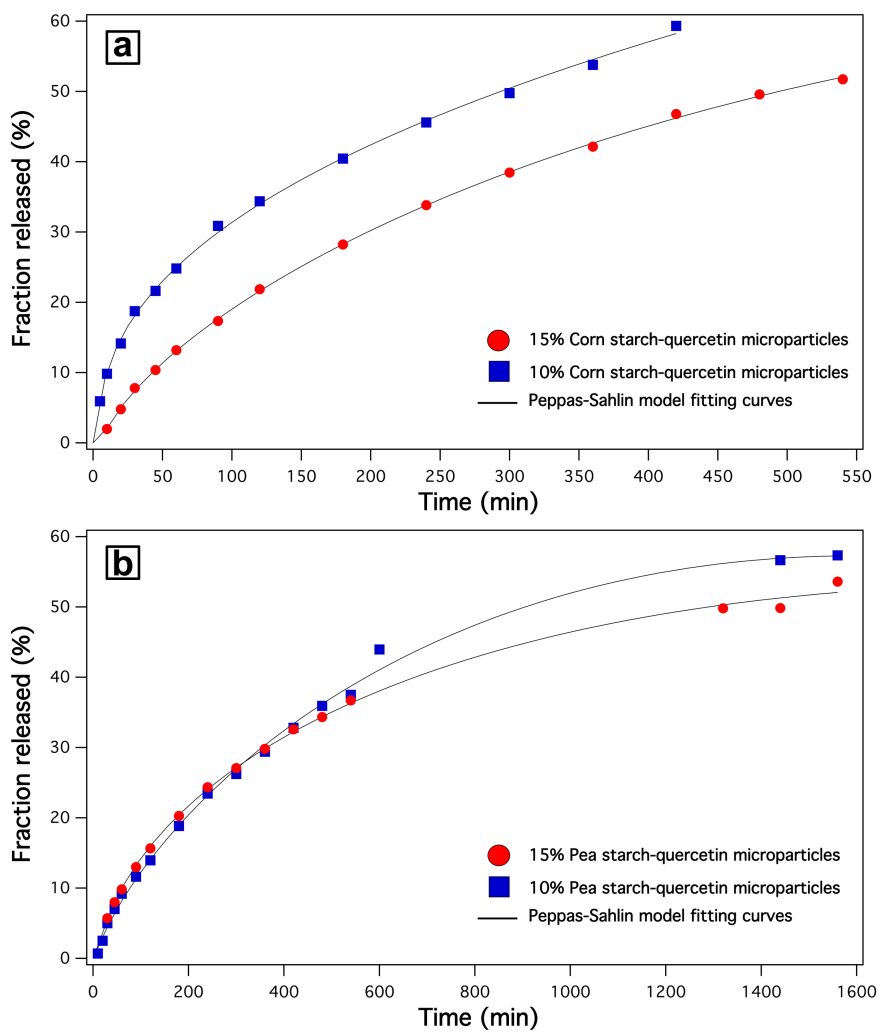 a
60
50
40
30
20
10
0
Fraction released (%)
15% Corn starch-quercetin microparticles
10% Corn starch-quercetin microparticles
Peppas-Sahlin model fitting curves
0 50 100 150 200 250 300 350 400 450 500 550
Time (min)
b
60
50
40
30
20
10
0
Fraction released (%)
15% Pea starch-quercetin microparticles
10% Pea starch-quercetin microparticles
Peppas-Sahlin model fitting curves
0 200 400 600 800 1000 1200 1400 1600
Time (min)